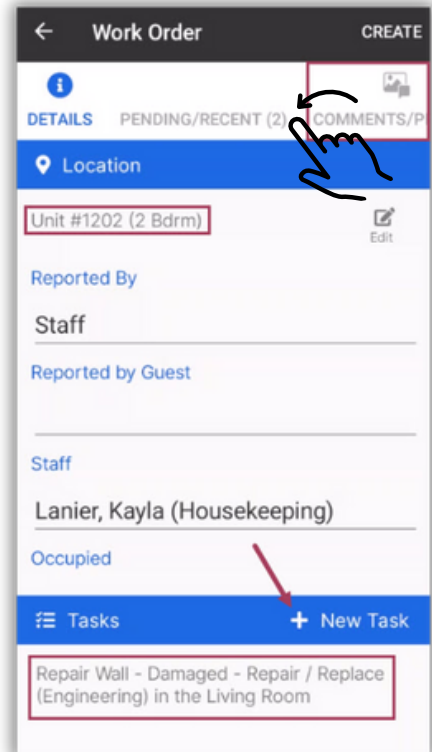 Work Order CREATE
DETAILS PENDING/RECENT (2) COMMENTS/P
Location
Unit #1202 (2 Bdrm)
Edit
Reported By
Staff
Reported by Guest
Staff
Lanier, Kayla (Housekeeping)
Occupied
Tasks + New Task
Repair Wall - Damaged - Repair / Replace
(Engineering) in the Living Room